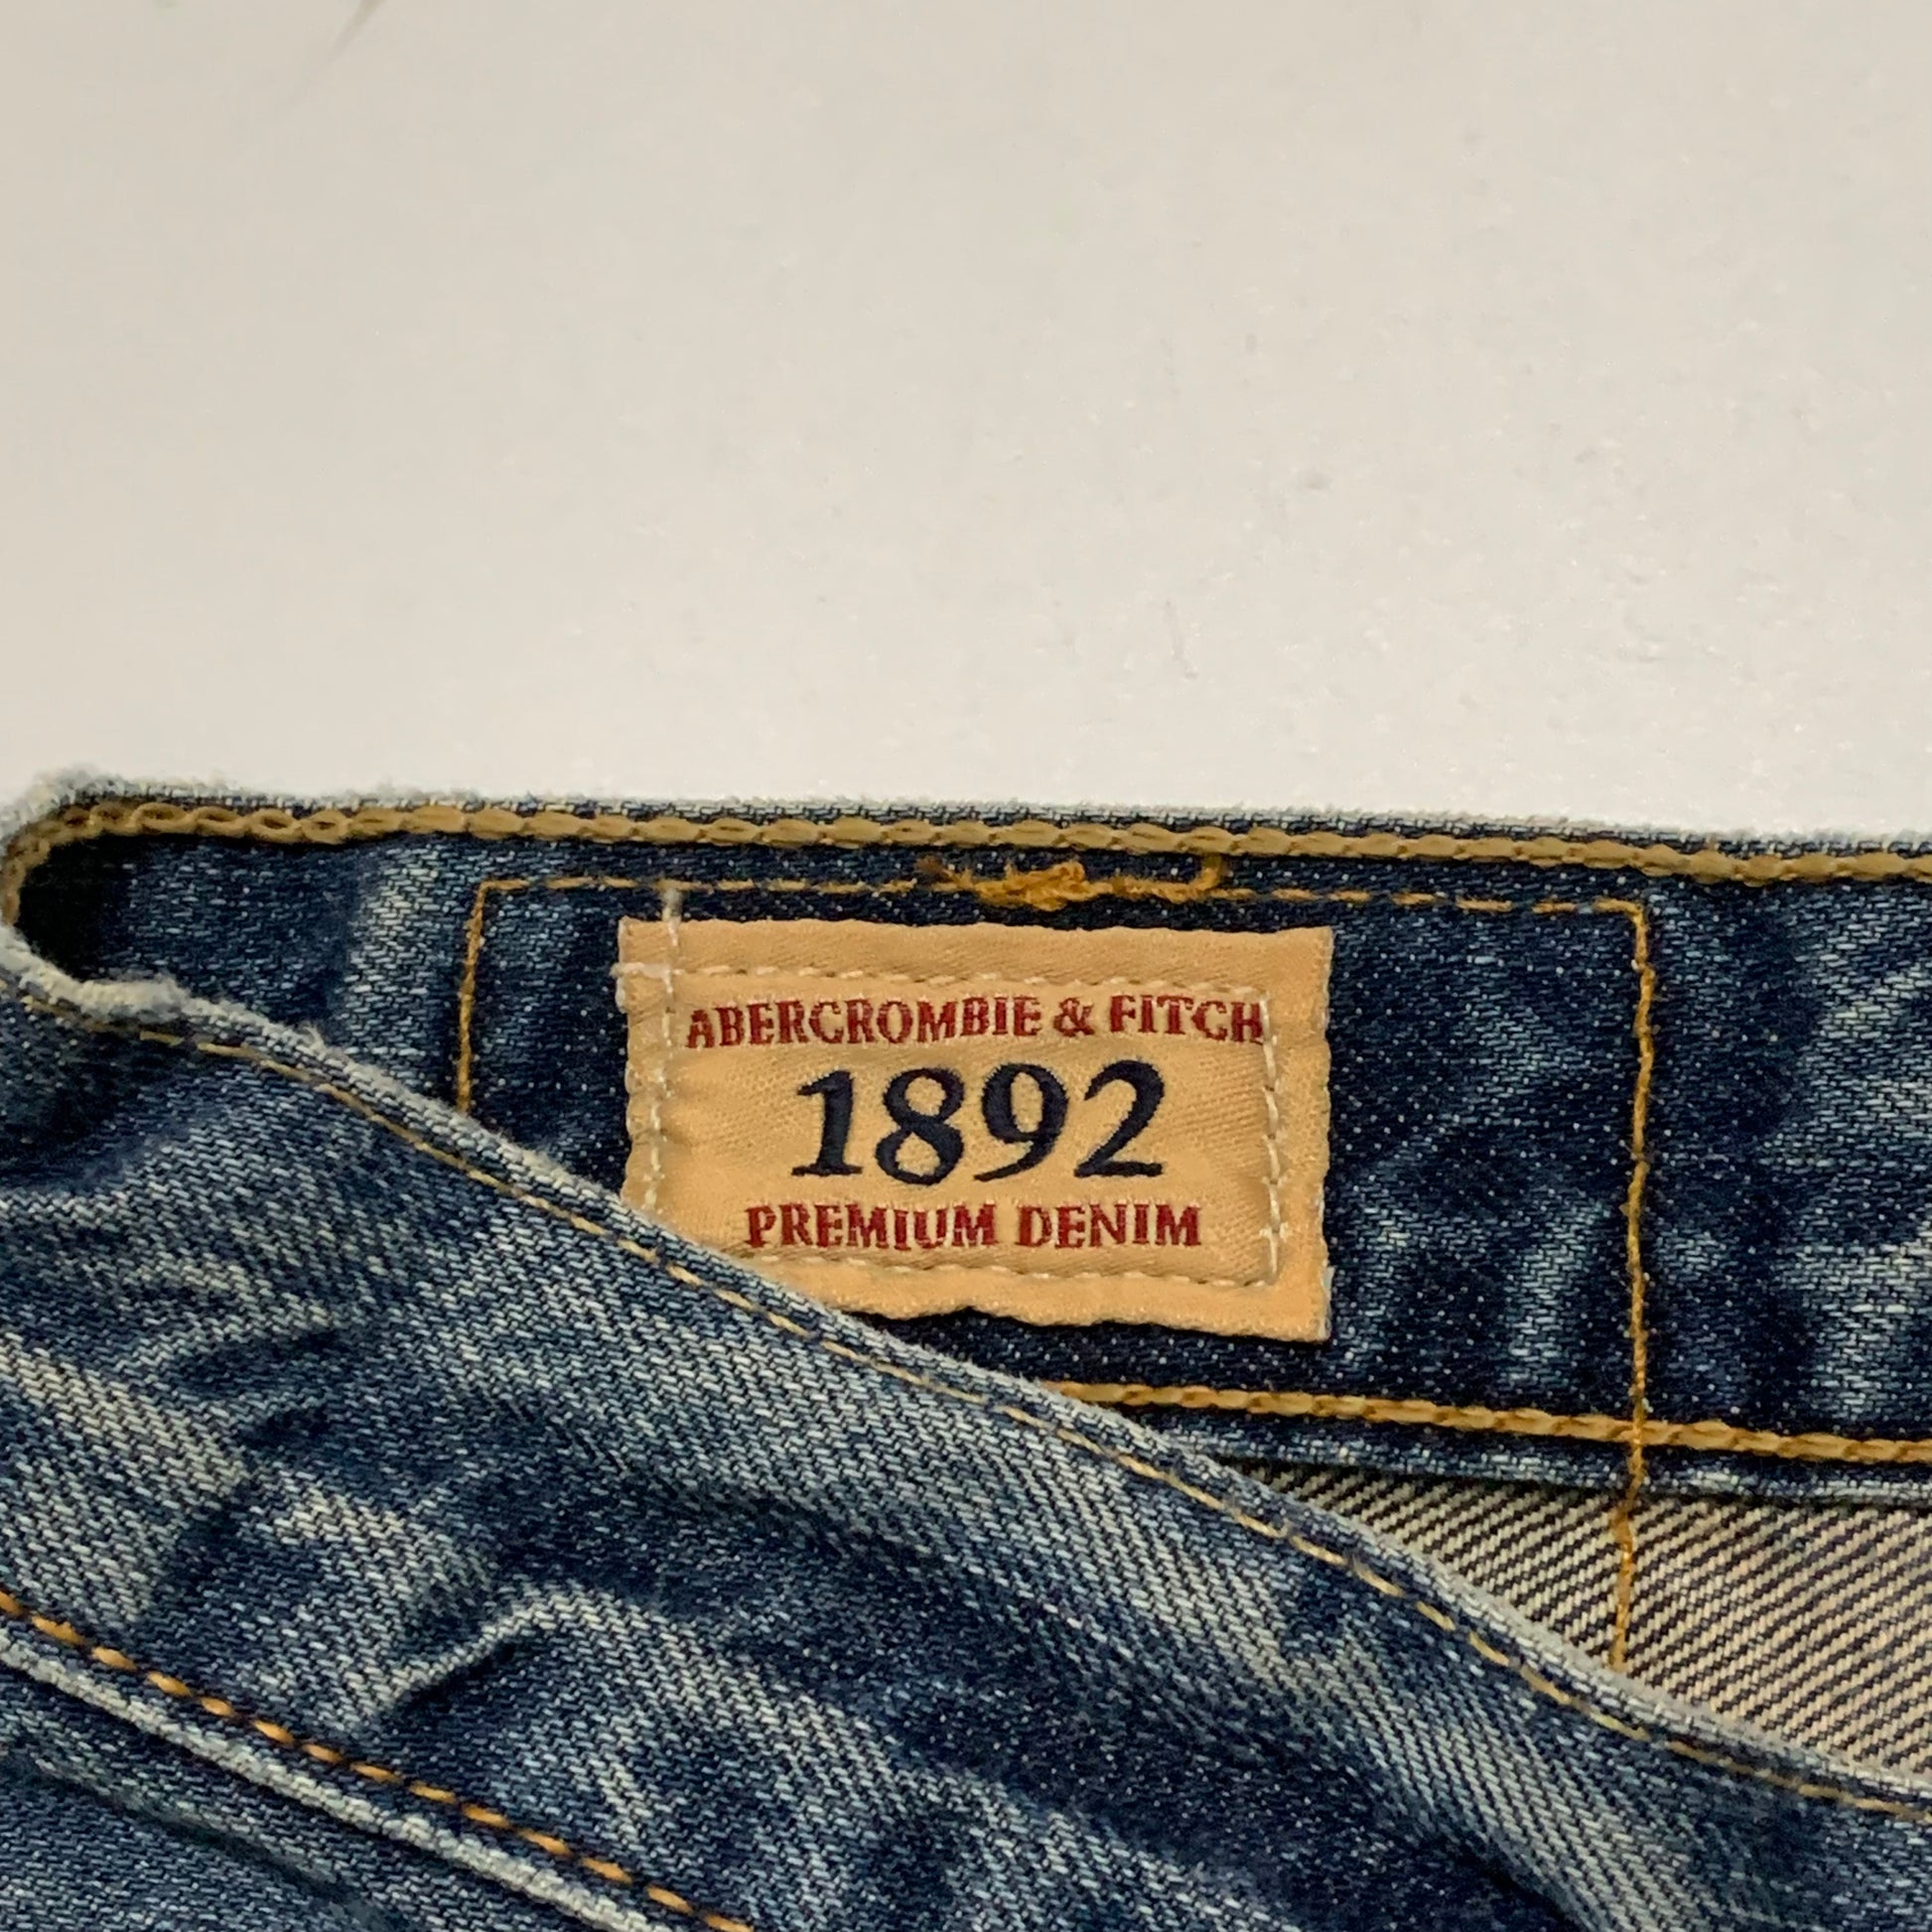 ABERCROMBIE & FITCH
1892
PREMIUM DENIM